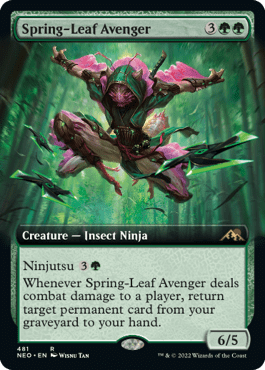 Spring-Leaf Avenger 3
Creature — Insect Ninja
Ninjutsu 3
Whenever Spring-Leaf Avenger deals
combat damage to a player, return
target permanent card from your
graveyard to your hand.
6/5
481 R
NEO • EN Wisnu Tan
™ & © 2022 Wizards of the Coast